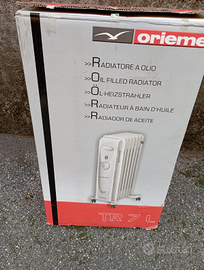 orieme
>>RADIATORE A OLIO
>>OIL FILLED RADIATOR
>>ÖL-HEIZSTRAHLER
>>RADIATEUR À BAIN D'HUILE
>>RADIADOR DE ACEITE
TR 7 L